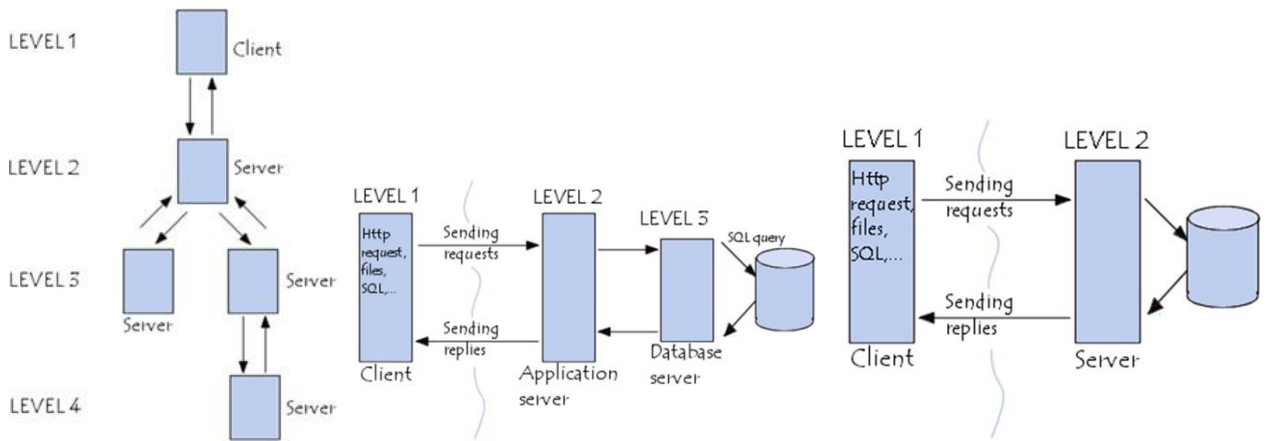 LEVEL 1
Client
LEVEL 2
Server
LEVEL 3
Server
Server
LEVEL 4
Server
LEVEL 1
Http
request,
files,
SQL,...
Client
Sending
requests
Sending
replies
LEVEL 2
Application
server
LEVEL 3
Database
server
SQL query
LEVEL 1
Http
request,
files,
SQL,...
Client
Sending
requests
Sending
replies
LEVEL 2
Server